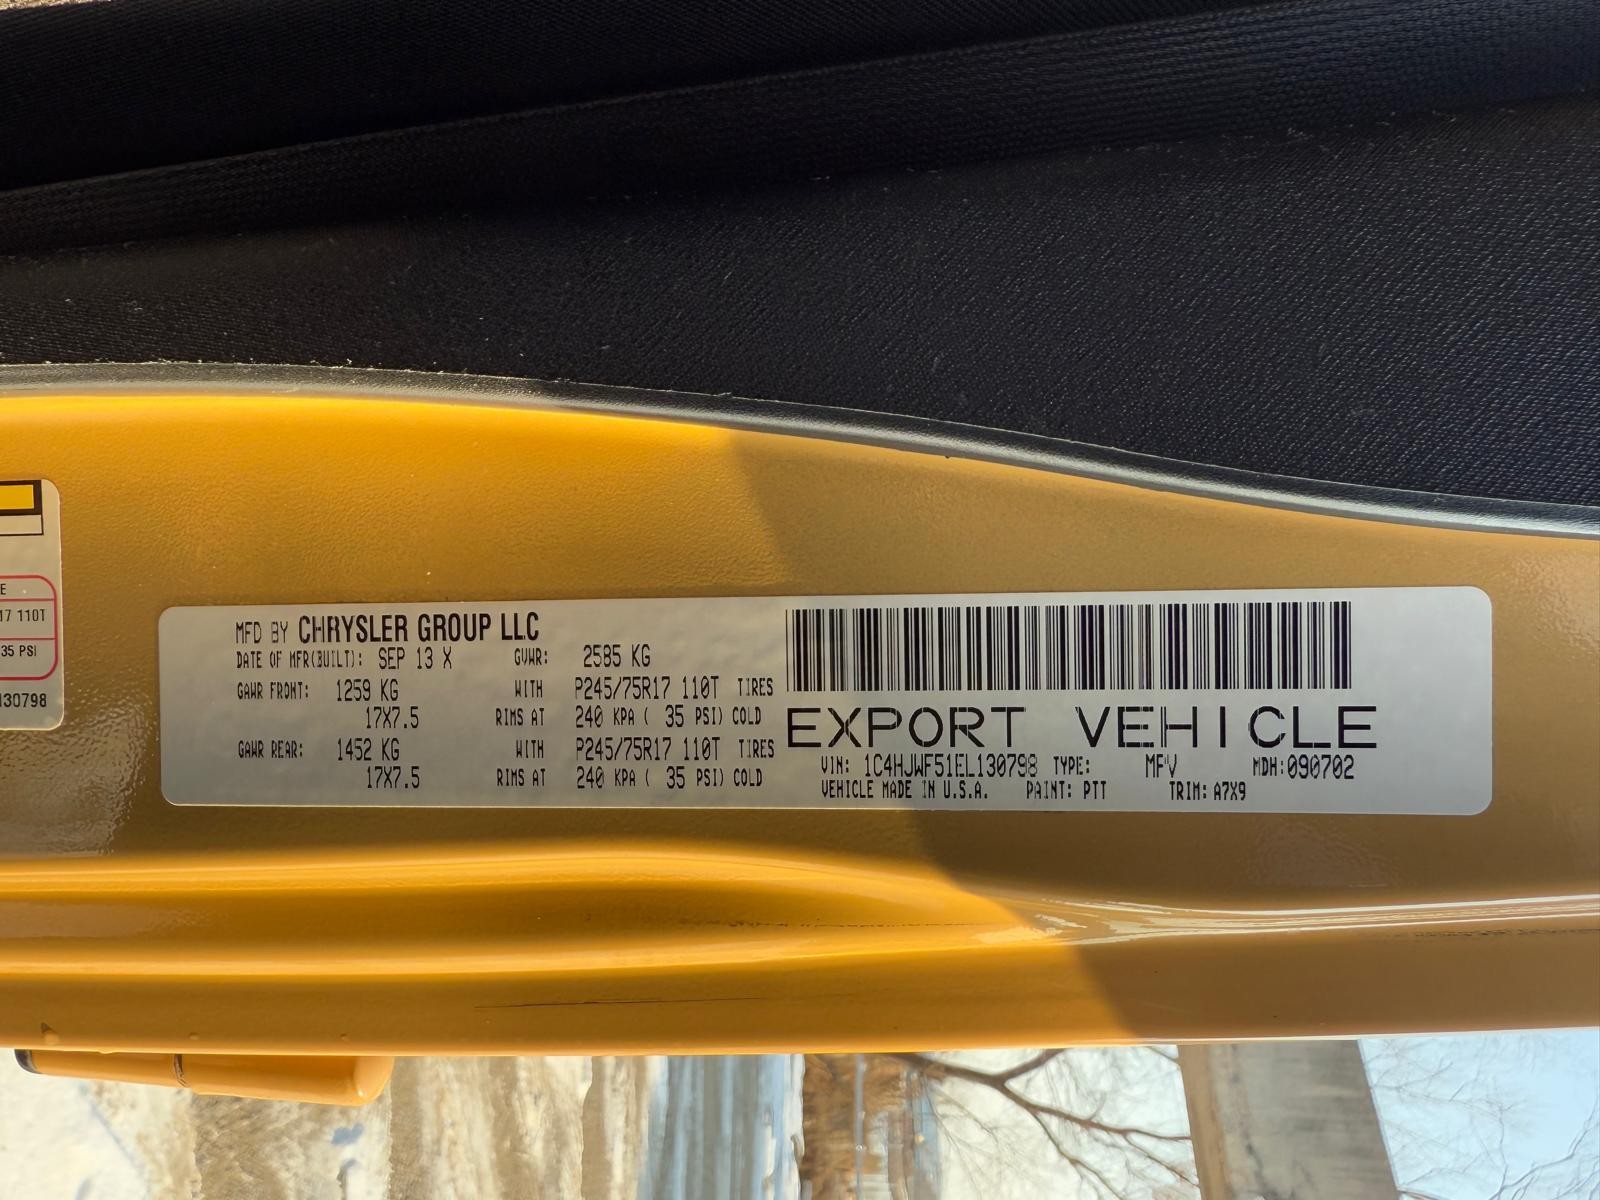 E
17 110T
35 PSI
130798
MFD BY CHRYSLER GROUP LLC
DATE OF MFR(BUILT): SEP 13 X GVWR: 2585 KG
GAWR FRONT: 1259 KG WITH P245/75R17 110T TIRES
17X7.5 RIMS AT 240 KPA ( 35 PSI) COLD
GAWR REAR: 1452 KG WITH P245/75R17 110T TIRES
17X7.5 RIMS AT 240 KPA ( 35 PSI) COLD
EXPORT VEHICLE
VIN: 1C4HJWF51EL130798 TYPE: MPV MDH:090702
VEHICLE MADE IN U.S.A. PAINT: PTT TRIM: A7X9